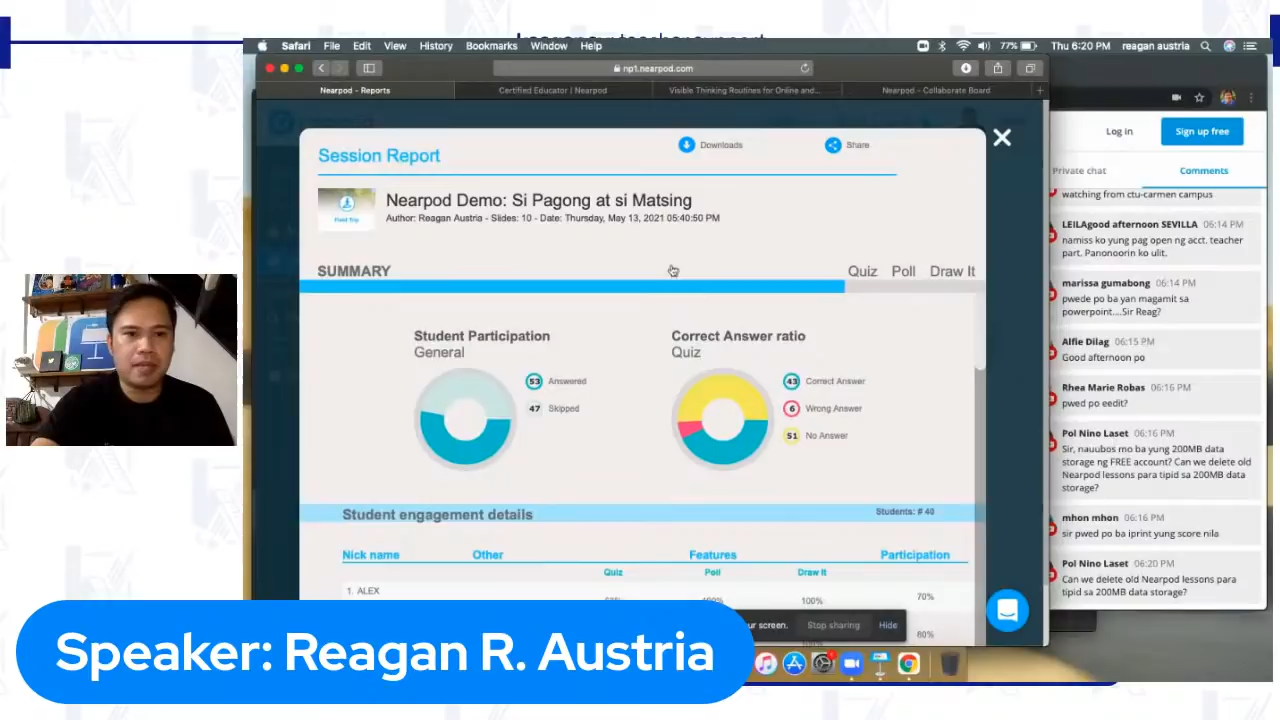 Safari File Edit View History Bookmarks Window Help
77% Thu 6:20 PM reagan austria
np1.nearpod.com
Nearpod - Reports
Certified Educator | Nearpod
Visible Thinking Routines for Online and...
Nearpod - Collaborate Board
Session Report
Downloads
Share
Nearpod Demo: Si Pagong at si Matsing
Author: Reagan Austria - Slides: 10 - Date: Thursday, May 13, 2021 05:40:50 PM
SUMMARY
Quiz Poll Draw It
Student Participation
General
53 Answered
47 Skipped
Correct Answer ratio
Quiz
43 Correct Answer
6 Wrong Answer
51 No Answer
Student engagement details
Students: # 40
Nick name Other Features Participation
Quiz Poll Draw It
1. ALEX
100%
70%
60%
ur screen.
Stop sharing
Hide
Log in
Sign up free
Private chat
Comments
watching from ctu-carmen campus
LEILAgood afternoon SEVILLA 06:14 PM
namiss ko yung pag open ng acct. teacher
part. Panonoorin ko ulit.
marissa gumabong 06:14 PM
pwede po ba yan magamit sa
powerpoint....Sir Reag?
Alfie Dilag 06:15 PM
Good afternoon po
Rhea Marie Robas 06:16 PM
pwed po eedit?
Pol Nino Laset 06:16 PM
Sir, nauubos mo ba yung 200MB data
storage ng FREE account? Can we delete old
Nearpod lessons para tipid sa 200MB data
storage?
mhon mhon 06:16 PM
sir pwed po ba iprint yung score nila
Pol Nino Laset 06:20 PM
Can we delete old Nearpod lessons para
tipid sa 200MB data storage?
Speaker: Reagan R. Austria